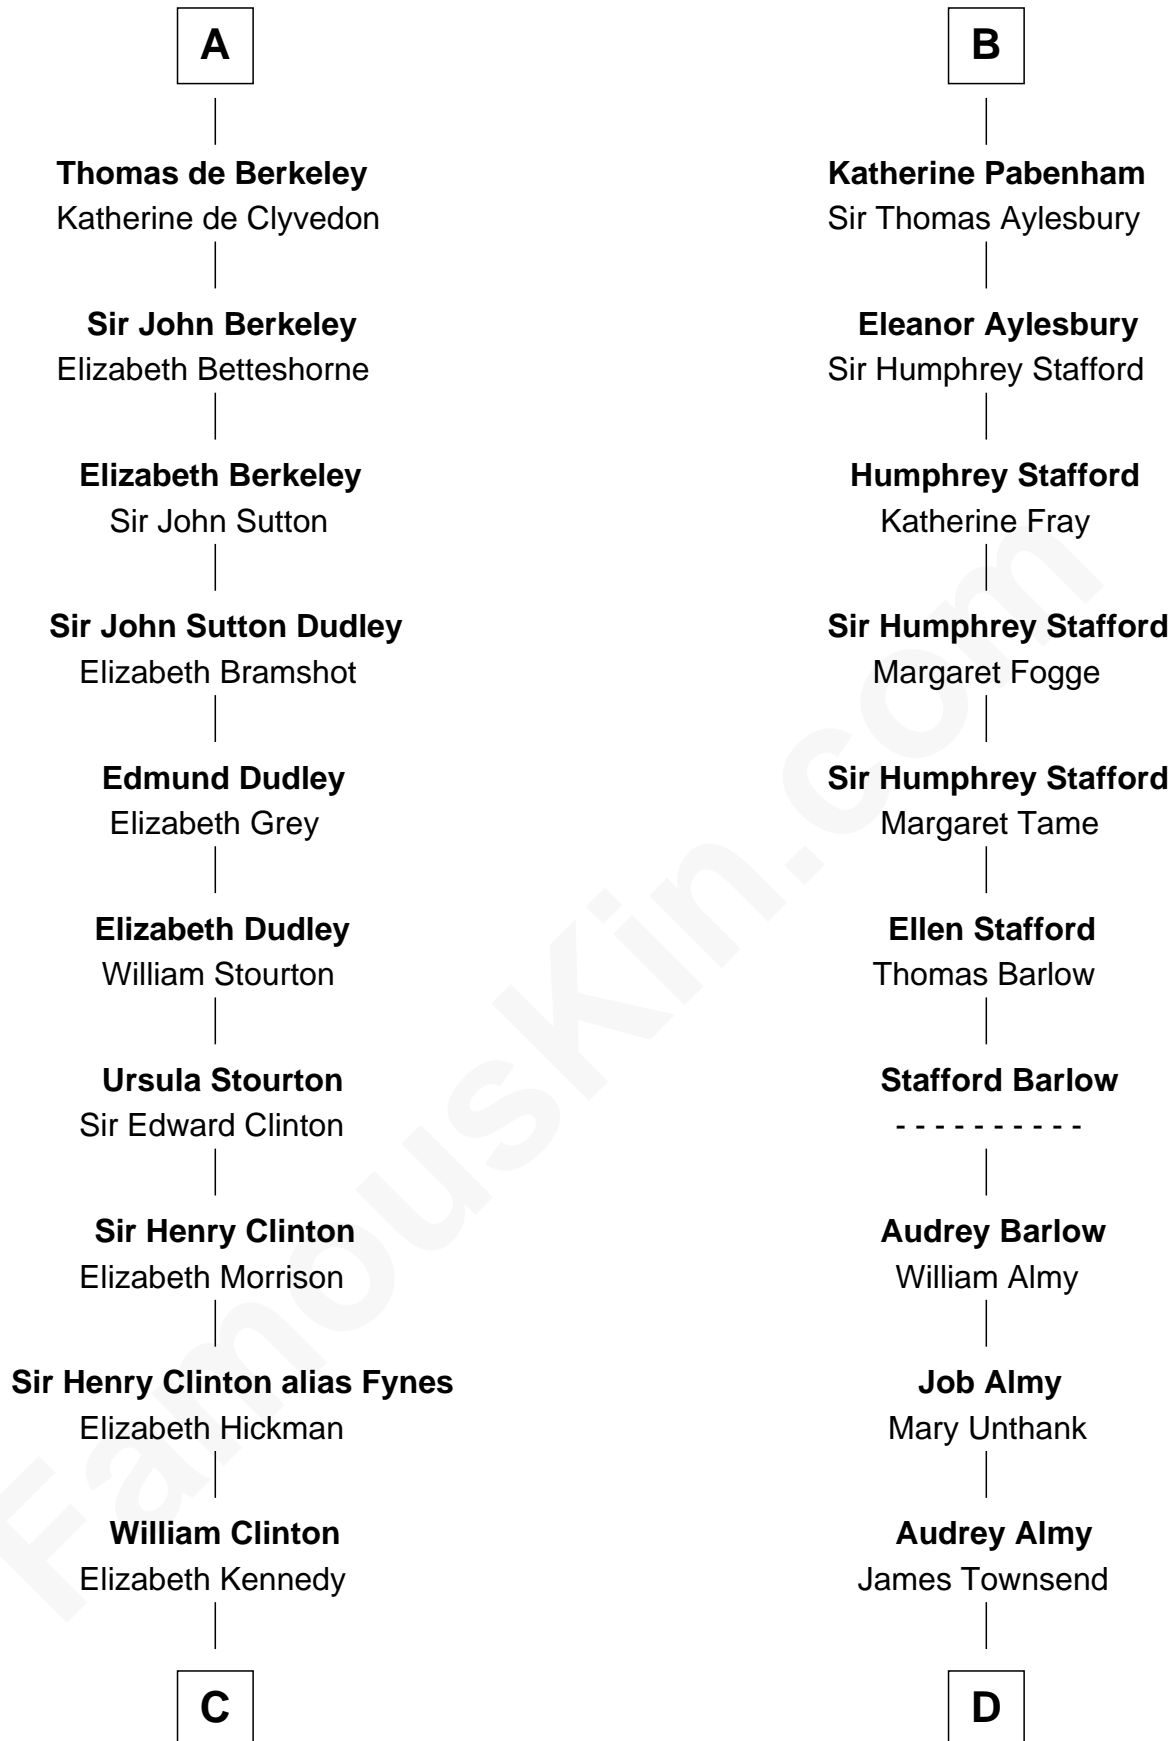 A
Thomas de Berkeley
Katherine de Clyvedon
Sir John Berkeley
Elizabeth Betteshorne
Elizabeth Berkeley
Sir John Sutton
Sir John Sutton Dudley
Elizabeth Bramshot
Edmund Dudley
Elizabeth Grey
Elizabeth Dudley
William Stourton
Ursula Stourton
Sir Edward Clinton
Sir Henry Clinton
Elizabeth Morrison
Sir Henry Clinton alias Fynes
Elizabeth Hickman
William Clinton
Elizabeth Kennedy
C
B
Katherine Pabenham
Sir Thomas Aylesbury
Eleanor Aylesbury
Sir Humphrey Stafford
Humphrey Stafford
Katherine Fray
Sir Humphrey Stafford
Margaret Fogge
Sir Humphrey Stafford
Margaret Tame
Ellen Stafford
Thomas Barlow
Stafford Barlow
- - - - - - - - - -
Audrey Barlow
William Almy
Job Almy
Mary Unthank
Audrey Almy
James Townsend
D
FamousKin.com